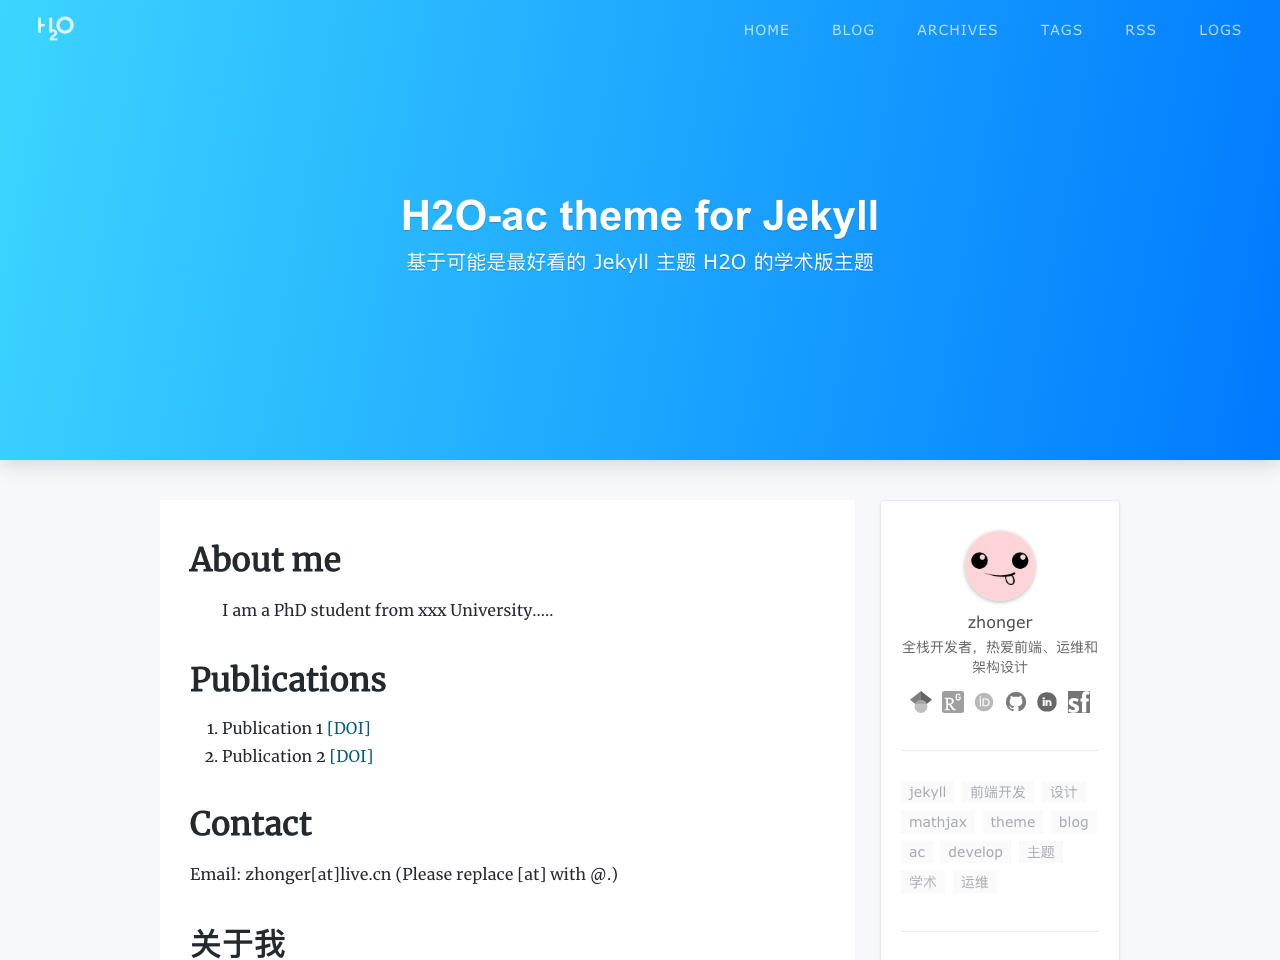 H2O
HOME BLOG ARCHIVES TAGS RSS LOGS
H2O-ac theme for Jekyll
基于可能是最好看的 Jekyll 主题 H2O 的学术版主题
About me
I am a PhD student from xxx University.....
Publications
1. Publication 1 [DOI]
2. Publication 2 [DOI]
Contact
Email: zhonger[at]live.cn (Please replace [at] with @.)
关于我
zhonger
全栈开发者，热爱前端、运维和
架构设计
RG iD in sf
jekyll 前端开发 设计
mathjax theme blog
ac develop 主题
学术 运维